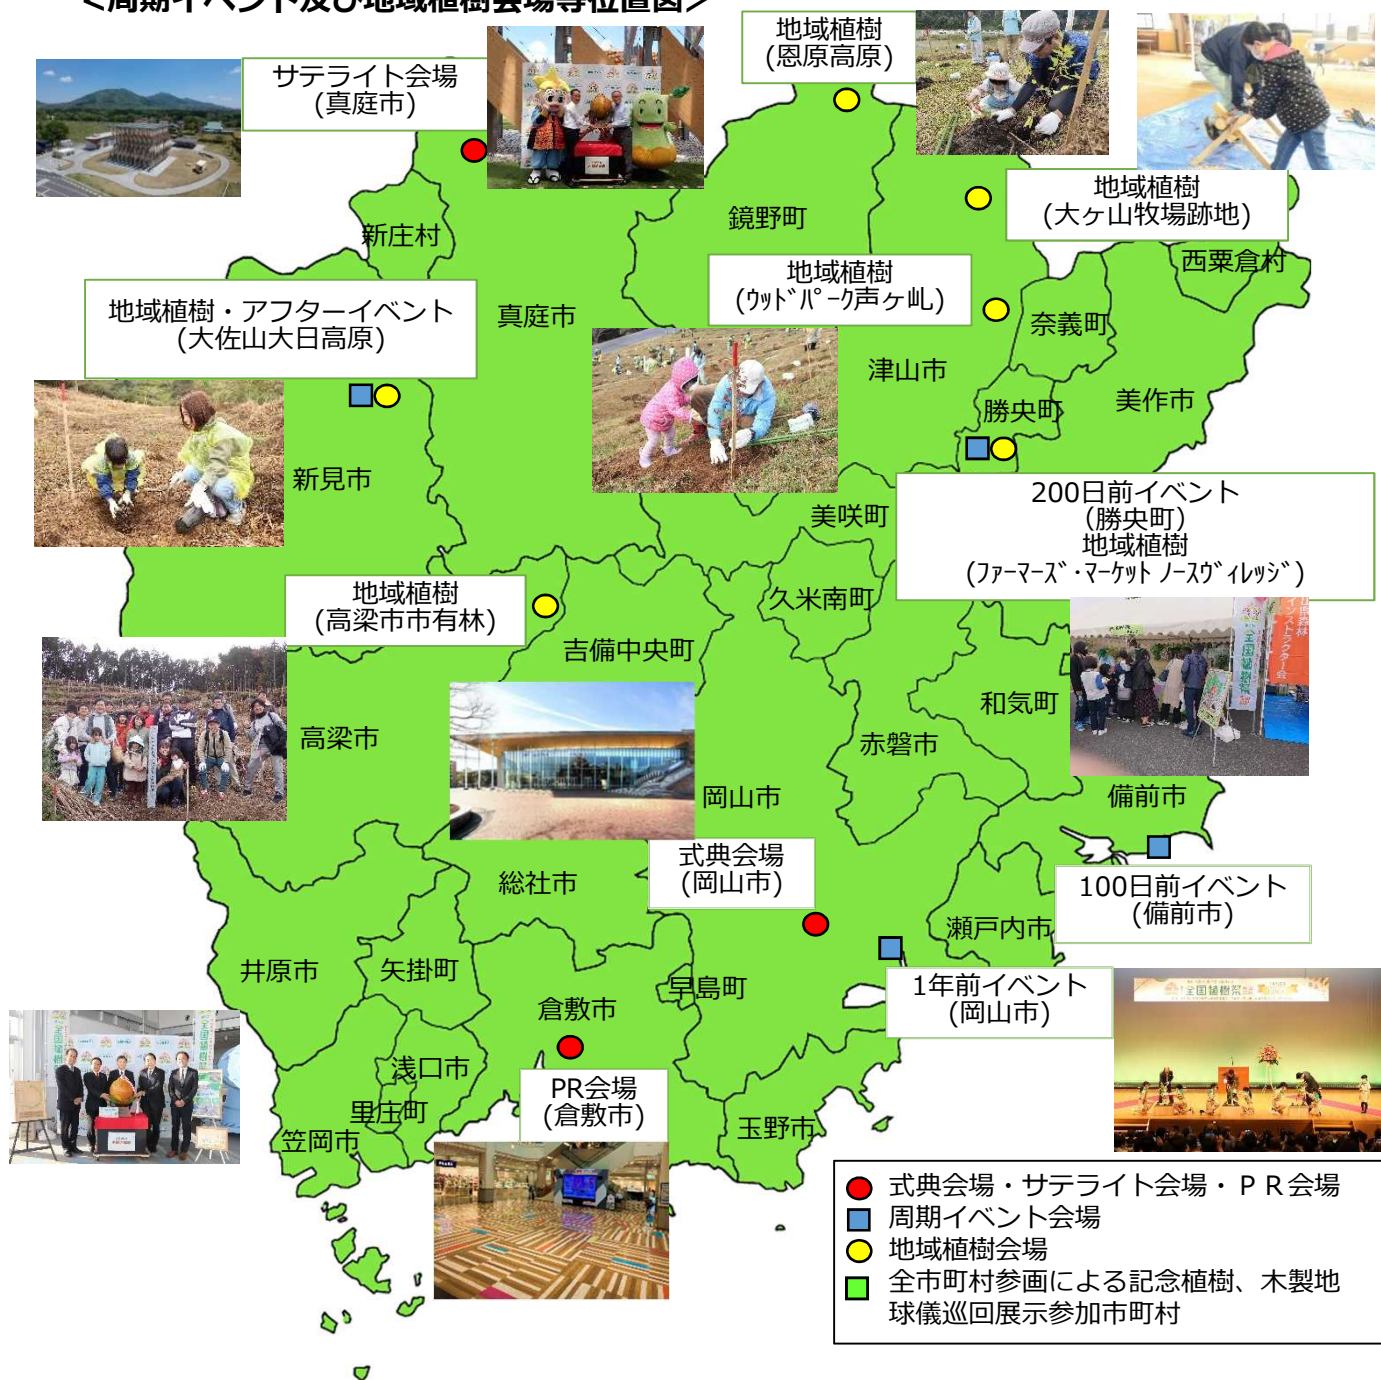 <周期イベント及び地域植樹会場等位置図>
地域植樹
(恩原高原)
サテライト会場
(真庭市)
地域植樹
(大ヶ山牧場跡地)
新庄村
鏡野町
西粟倉村
地域植樹
(ウッドパーク声ヶ乢)
地域植樹・アフターイベント
(大佐山大日高原)
真庭市
奈義町
津山市
勝央町
美作市
新見市
200日前イベント
(勝央町)
地域植樹
(ファーマーズ・マーケット ノースヴィレッジ)
美咲町
久米南町
地域植樹
(高梁市市有林)
吉備中央町
全国植樹祭
和気町
高梁市
赤磐市
岡山市
備前市
式典会場
(岡山市)
総社市
100日前イベント
(備前市)
瀬戸内市
井原市
矢掛町
早島町
1年前イベント
(岡山市)
全国植樹祭
倉敷市
浅口市
PR会場
(倉敷市)
里庄町
玉野市
笠岡市
式典会場・サテライト会場・ＰＲ会場
周期イベント会場
地域植樹会場
全市町村参画による記念植樹、木製地
球儀巡回展示参加市町村